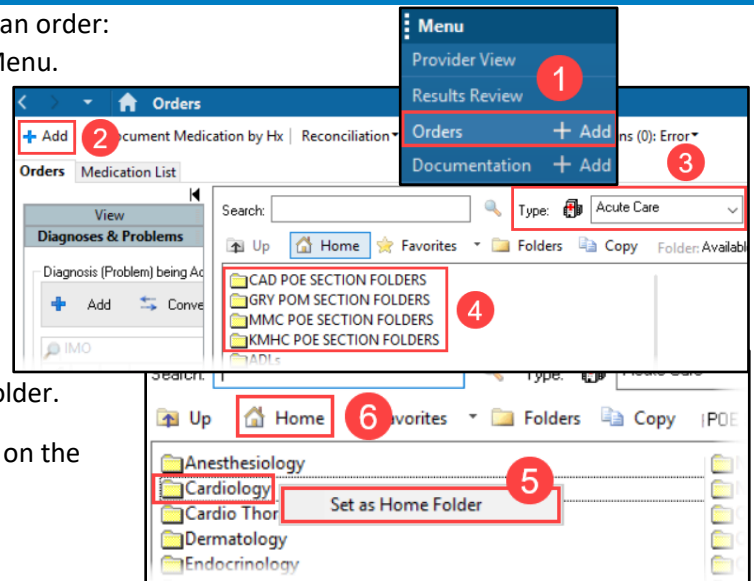 an order:
Menu.
Menu
Provider View
1
Results Review
Orders + Add
Documentation + Add
Orders
+ Add 2 cument Medication by Hx | Reconciliation
ns (0): Error
3
Orders Medication List
View
Diagnoses & Problems
Diagnosis (Problem) being Ad
Add Conve
IMO
Search: Type: Acute Care
Up Home Favorites Folders Copy Folder: Availabl
CAD POE SECTION FOLDERS
GRY POM SECTION FOLDERS
MMC POE SECTION FOLDERS
KMHC POE SECTION FOLDERS
4
ADLs
older.
on the
Search: Type: Acute Care
Up Home 6 avorites Folders Copy POE
Anesthesiology
Cardiology
5
Cardio Thor
Set as Home Folder
Dermatology
Endocrinology